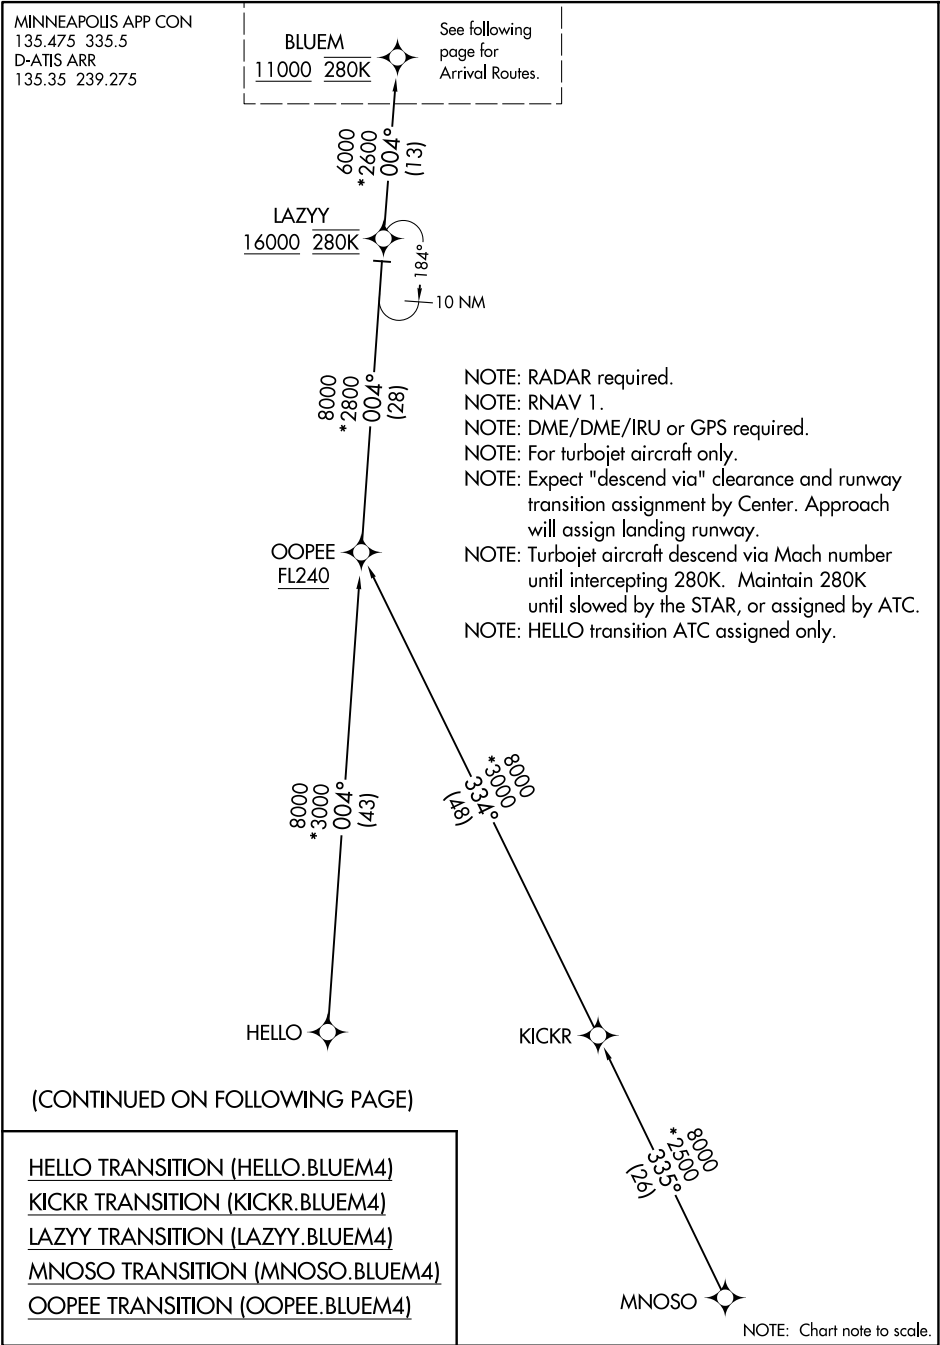 MINNEAPOLIS APP CON
135.475 335.5
D-ATIS ARR
135.35 239.275
BLUEM
11000 280K
See following
page for
Arrival Routes.
6000
*2600
004°
(13)
LAZYY
16000 280K
184°
10 NM
8000
*2800
004°
(28)
NOTE: RADAR required.
NOTE: RNAV 1.
NOTE: DME/DME/IRU or GPS required.
NOTE: For turbojet aircraft only.
NOTE: Expect "descend via" clearance and runway
transition assignment by Center. Approach
will assign landing runway.
NOTE: Turbojet aircraft descend via Mach number
until intercepting 280K. Maintain 280K
until slowed by the STAR, or assigned by ATC.
NOTE: HELLO transition ATC assigned only.
OOPEE
FL240
8000
*3000
004°
(43)
8000
*3000
334°
(48)
HELLO
KICKR
(CONTINUED ON FOLLOWING PAGE)
8000
*2500
335°
(26)
HELLO TRANSITION (HELLO.BLUEM4)
KICKR TRANSITION (KICKR.BLUEM4)
LAZYY TRANSITION (LAZYY.BLUEM4)
MNOSO TRANSITION (MNOSO.BLUEM4)
OOPEE TRANSITION (OOPEE.BLUEM4)
MNOSO
NOTE: Chart note to scale.